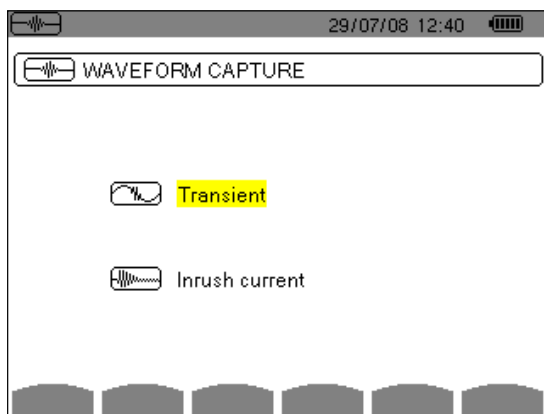 29/07/08 12:40
WAVEFORM CAPTURE
Transient
Inrush current